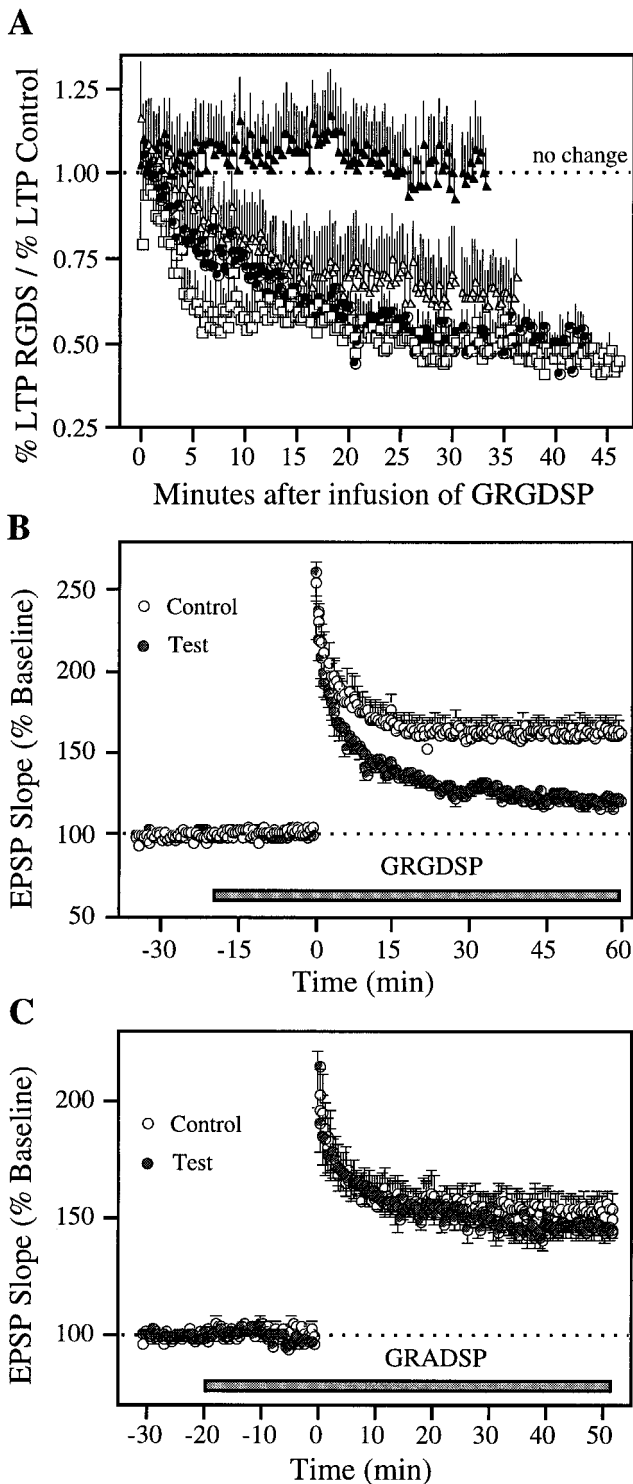 A
% LTP RGDS / % LTP Control
1.25
1.00
0.75
0.50
0.25
no change
0 5 10 15 20 25 30 35 40 45
Minutes after infusion of GRGDSP
B
EPSP Slope (% Baseline)
250
200
150
100
50
Control
Test
GRGDSP
-30 -15 0 15 30 45 60
Time (min)
C
EPSP Slope (% Baseline)
200
150
100
Control
Test
GRADSP
-30 -20 -10 0 10 20 30 40 50
Time (min)